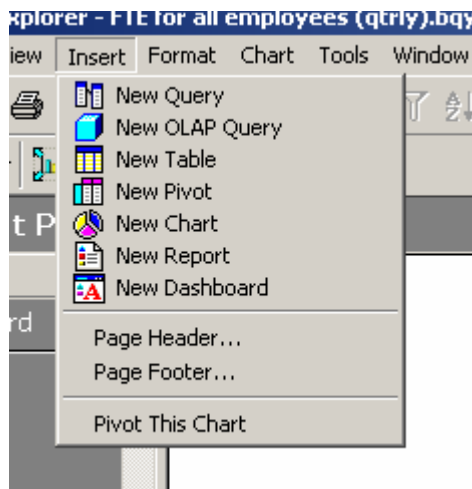 xplorer - FTE for all employees (qtrly).bqy
iew Insert Format Chart Tools Window
New Query
New OLAP Query
New Table
New Pivot
t P
New Chart
New Report
New Dashboard
rd
Page Header...
Page Footer...
Pivot This Chart